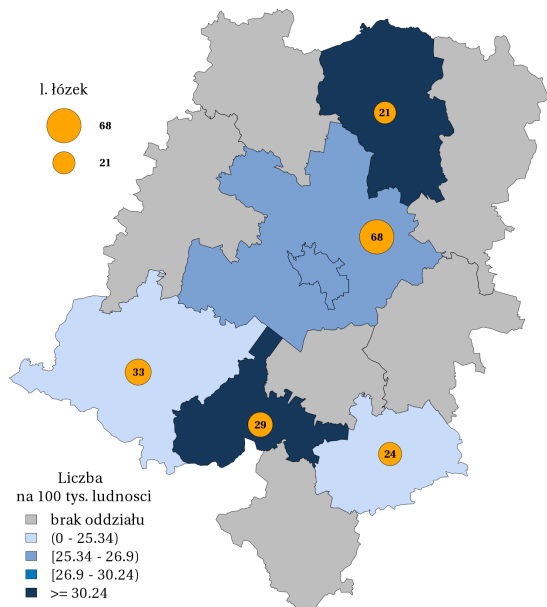 l. łózek
68
21
21
68
33
29
24
Liczba
na 100 tys. ludnosci
brak oddziału
(0 - 25.34)
[25.34 - 26.9)
[26.9 - 30.24)
>= 30.24